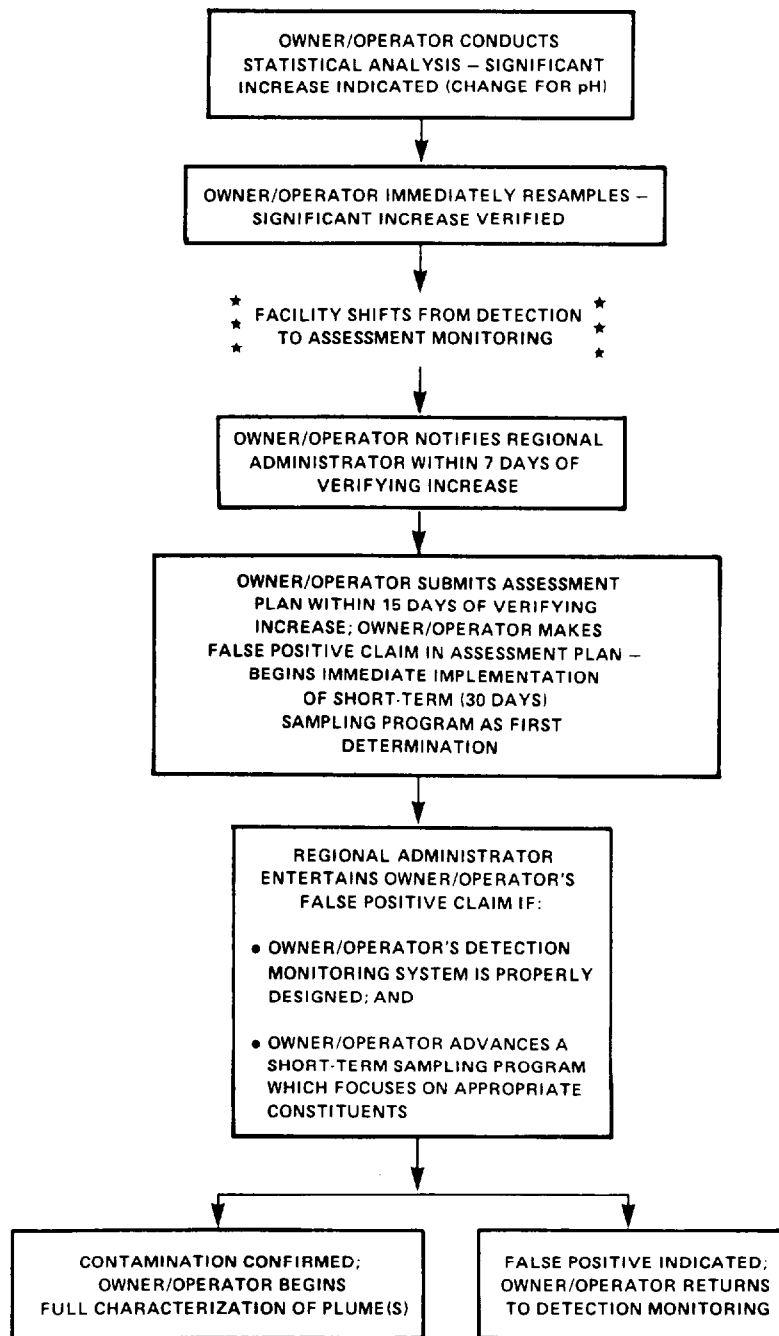 OWNER/OPERATOR CONDUCTS
STATISTICAL ANALYSIS – SIGNIFICANT
INCREASE INDICATED (CHANGE FOR pH)
OWNER/OPERATOR IMMEDIATELY RESAMPLES –
SIGNIFICANT INCREASE VERIFIED
FACILITY SHIFTS FROM DETECTION
TO ASSESSMENT MONITORING
OWNER/OPERATOR NOTIFIES REGIONAL
ADMINISTRATOR WITHIN 7 DAYS OF
VERIFYING INCREASE
OWNER/OPERATOR SUBMITS ASSESSMENT
PLAN WITHIN 15 DAYS OF VERIFYING
INCREASE; OWNER/OPERATOR MAKES
FALSE POSITIVE CLAIM IN ASSESSMENT PLAN –
BEGINS IMMEDIATE IMPLEMENTATION
OF SHORT-TERM (30 DAYS)
SAMPLING PROGRAM AS FIRST
DETERMINATION
REGIONAL ADMINISTRATOR
ENTERTAINS OWNER/OPERATOR'S
FALSE POSITIVE CLAIM IF:
• OWNER/OPERATOR'S DETECTION
MONITORING SYSTEM IS PROPERLY
DESIGNED; AND
• OWNER/OPERATOR ADVANCES A
SHORT-TERM SAMPLING PROGRAM
WHICH FOCUSES ON APPROPRIATE
CONSTITUENTS
CONTAMINATION CONFIRMED;
OWNER/OPERATOR BEGINS
FULL CHARACTERIZATION OF PLUME(S)
FALSE POSITIVE INDICATED;
OWNER/OPERATOR RETURNS
TO DETECTION MONITORING